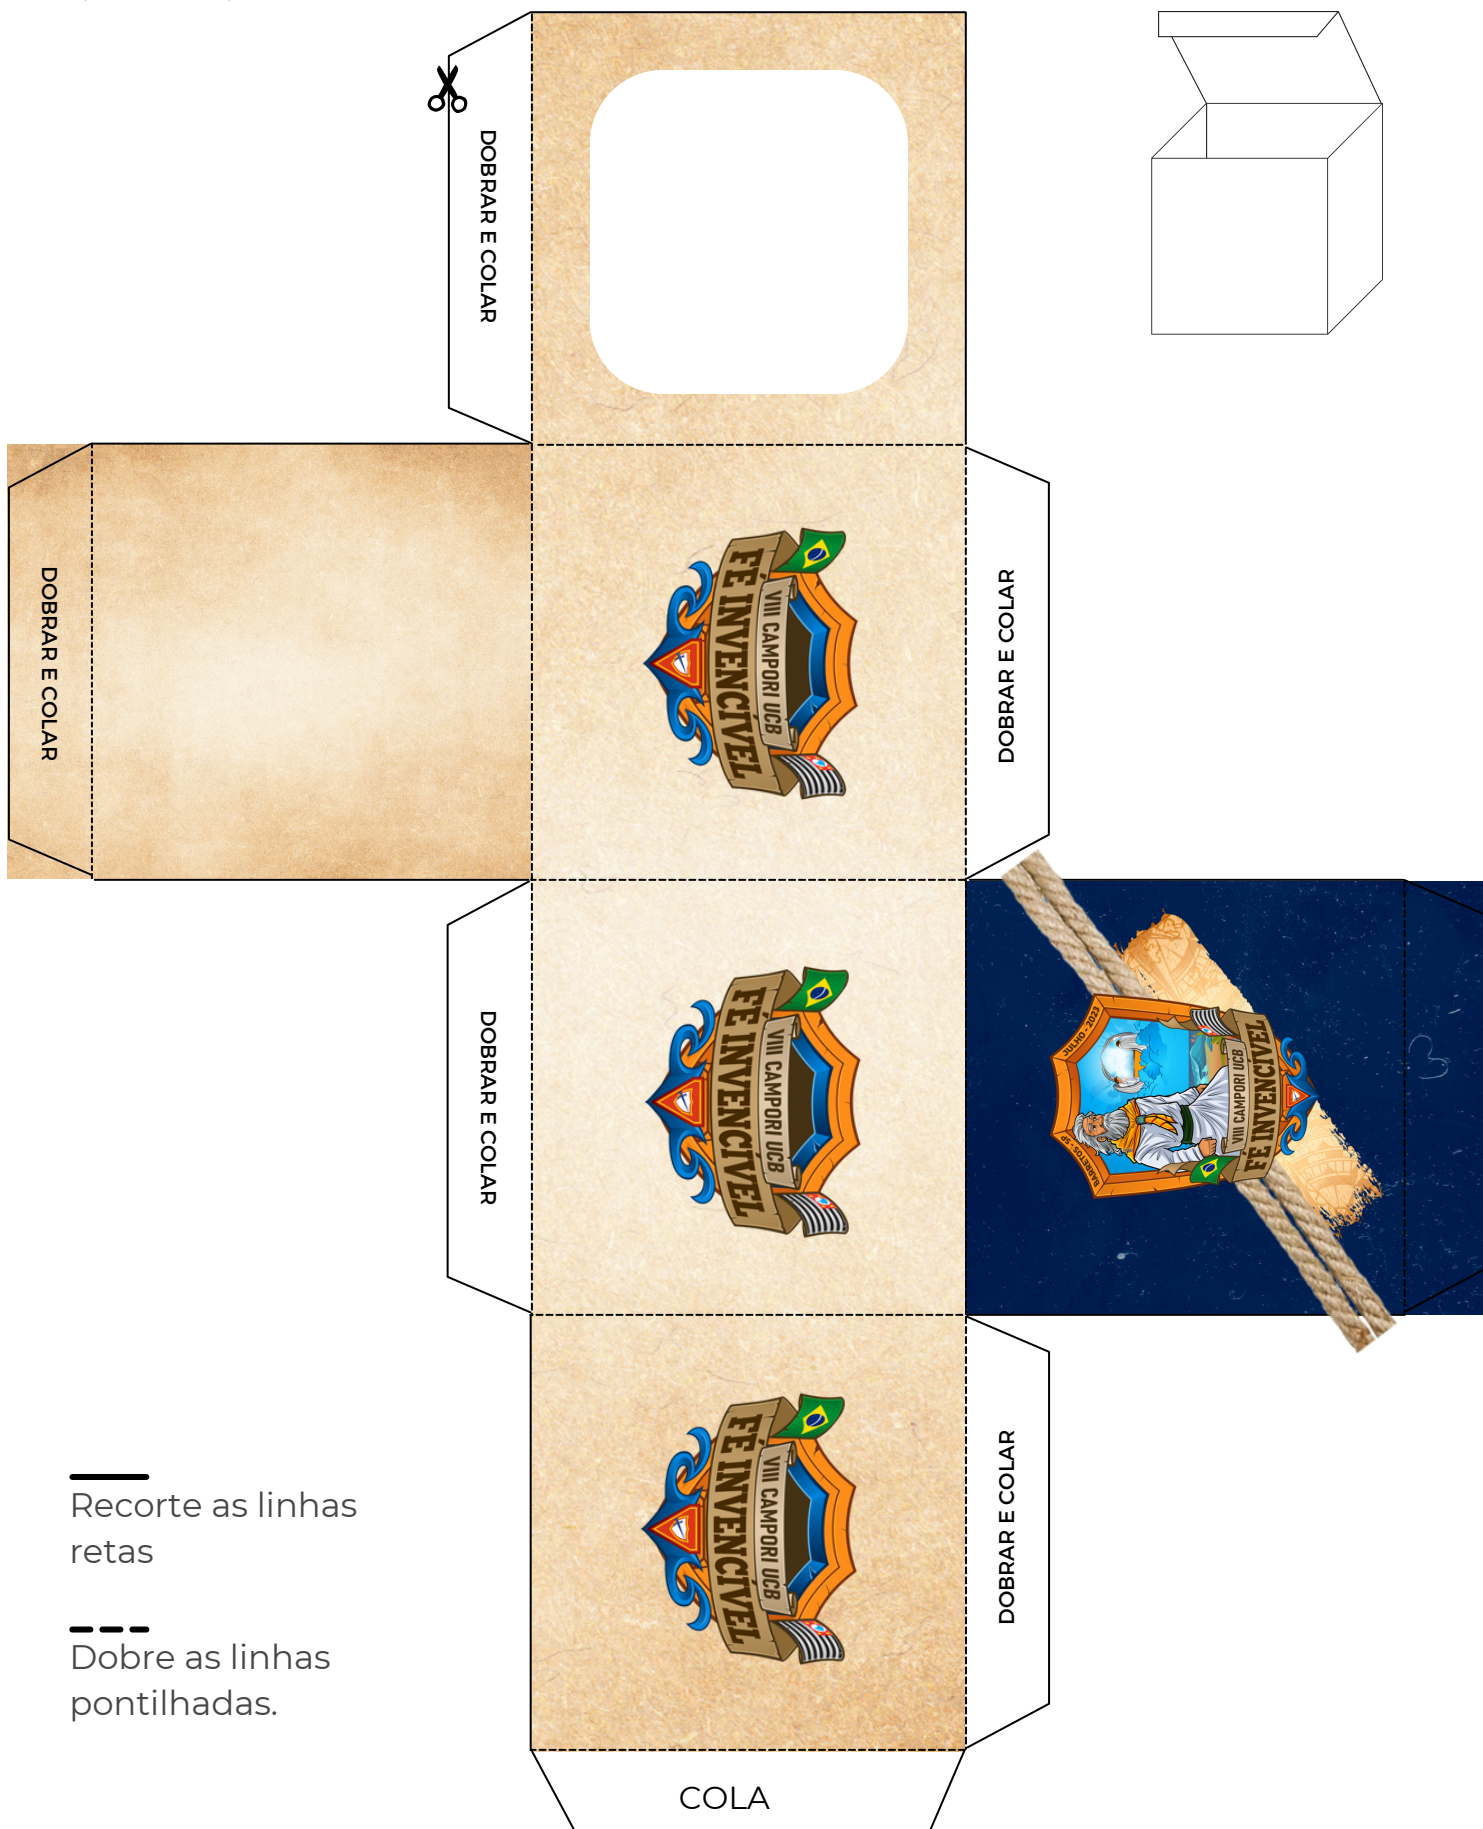 DOBRAR E COLAR
DOBRAR E COLAR
FÉ INVENCÍVEL
VIII CAMPORI UCB
DOBRAR E COLAR
DOBRAR E COLAR
FÉ INVENCÍVEL
VIII CAMPORI UCB
JULHO - 2023
BARRETOS - SP
VIII CAMPORI UCB
FÉ INVENCÍVEL
FÉ INVENCÍVEL
VIII CAMPORI UCB
DOBRAR E COLAR
Recorte as linhas
retas
Dobre as linhas
pontilhadas.
COLA